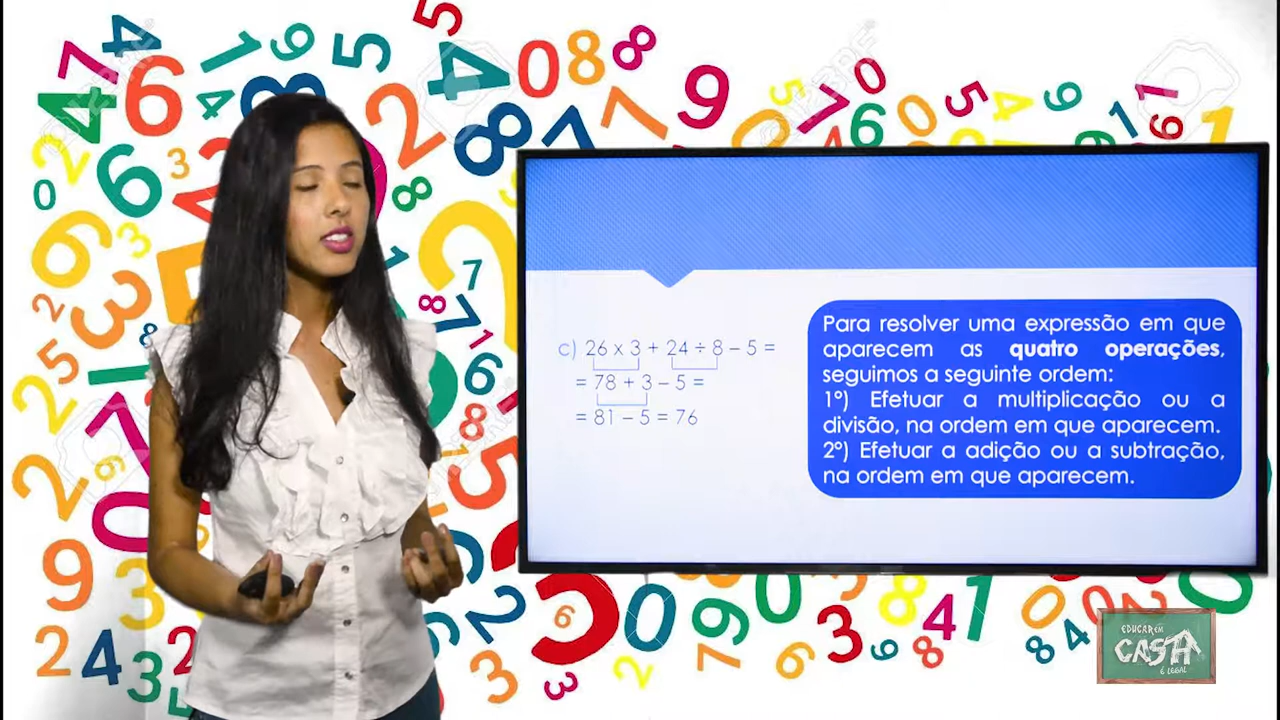 c) 26 x 3 + 24 ÷ 8 – 5 =
= 78 + 3 – 5 =
= 81 – 5 = 76
Para resolver uma expressão em que
aparecem as quatro operações,
seguimos a seguinte ordem:
1º) Efetuar a multiplicação ou a
divisão, na ordem em que aparecem.
2º) Efetuar a adição ou a subtração,
na ordem em que aparecem.
EDUCAR EM
CASA
É LEGAL